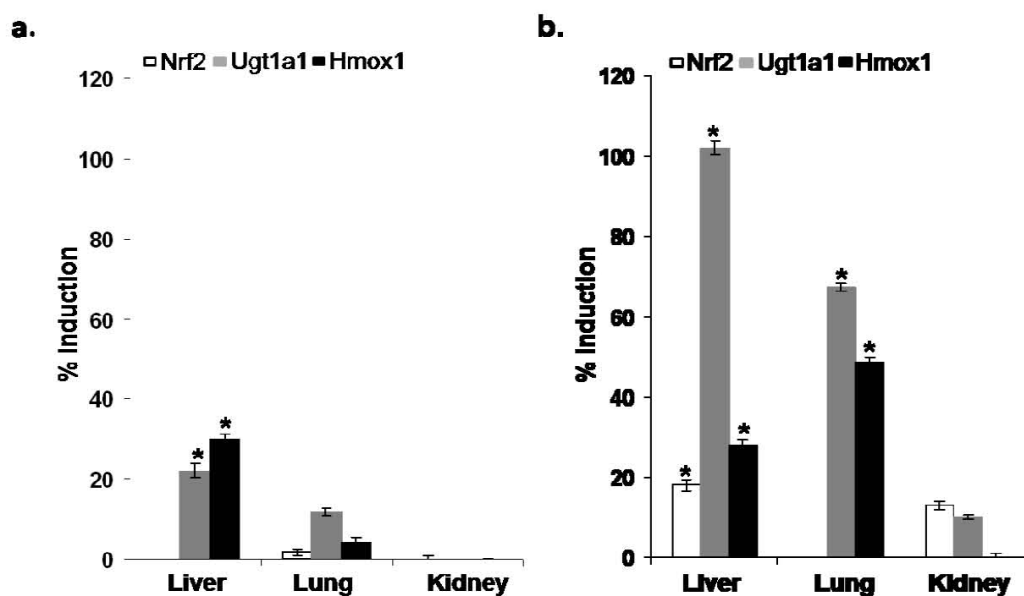 a.
Nrf2 Ugt1a1 Hmox1
120
100
80
60
40
20
0
% Induction
* *
Liver Lung Kidney
b.
Nrf2 Ugt1a1 Hmox1
120
100
80
60
40
20
0
% Induction
*
* *
* *
Liver Lung Kidney